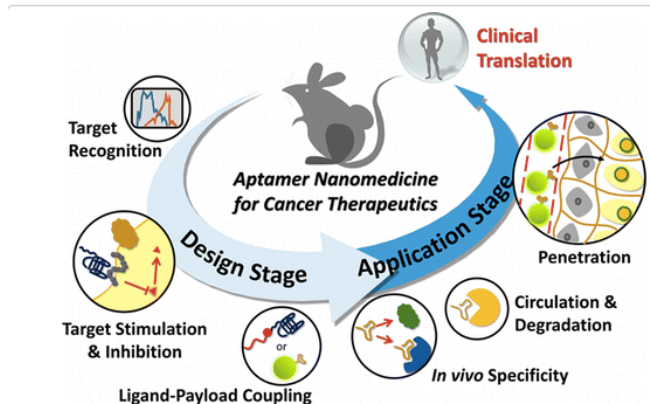 Clinical
Translation
Target
Recognition
Aptamer Nanomedicine
for Cancer Therapeutics
Design Stage
Application Stage
Penetration
Target Stimulation
& Inhibition
or
Ligand-Payload Coupling
In vivo Specificity
Circulation &
Degradation